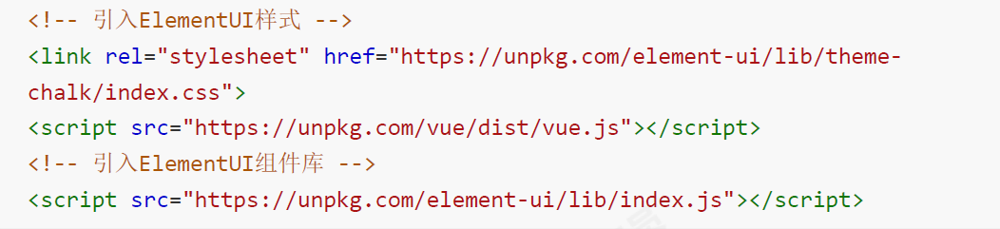 <!-- 引入ElementUI样式 -->
<link rel="stylesheet" href="https://unpkg.com/element-ui/lib/theme-
chalk/index.css">
<script src="https://unpkg.com/vue/dist/vue.js"></script>
<!-- 引入ElementUI组件库 -->
<script src="https://unpkg.com/element-ui/lib/index.js"></script>